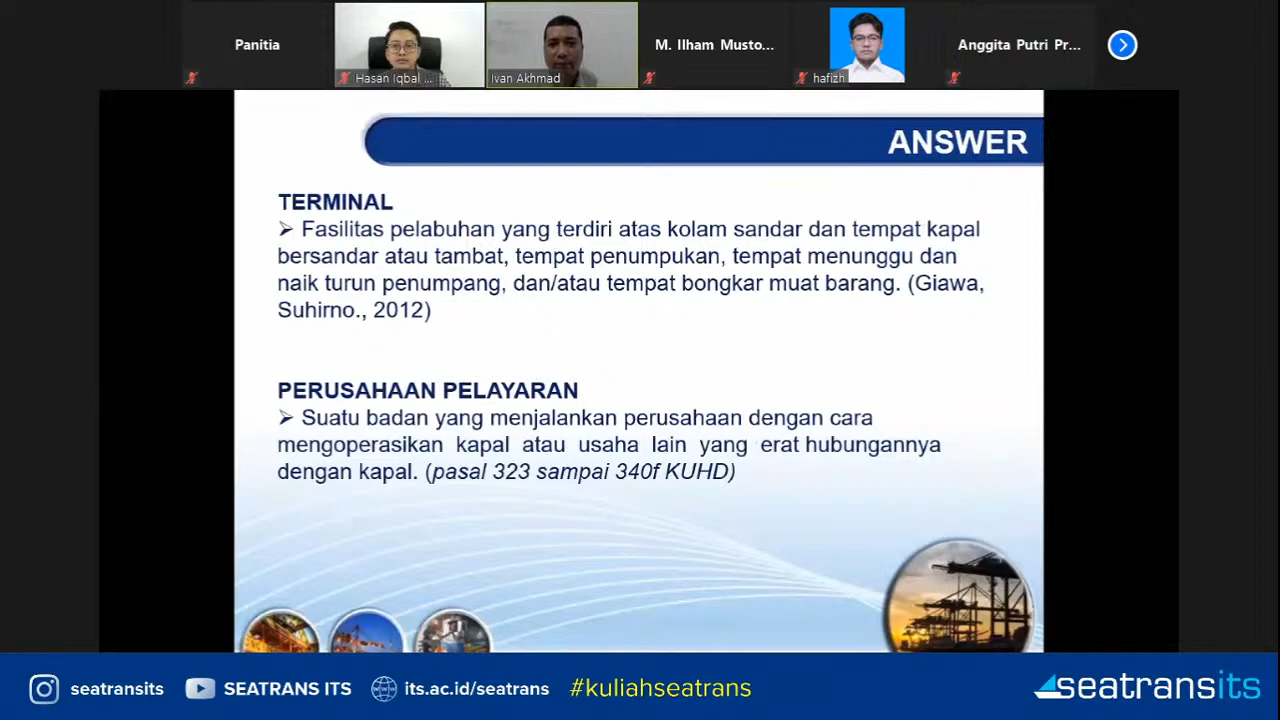 Panitia
Hasan Iqbal ...
Ivan Akhmad
M. Ilham Musto...
hafizh
Anggita Putri Pr...
ANSWER
TERMINAL
➢ Fasilitas pelabuhan yang terdiri atas kolam sandar dan tempat kapal
bersandar atau tambat, tempat penumpukan, tempat menunggu dan
naik turun penumpang, dan/atau tempat bongkar muat barang. (Giawa,
Suhirno., 2012)
PERUSAHAAN PELAYARAN
➢ Suatu badan yang menjalankan perusahaan dengan cara
mengoperasikan kapal atau usaha lain yang erat hubungannya
dengan kapal. (pasal 323 sampai 340f KUHD)
seatransits
SEATRANS ITS
its.ac.id/seatrans
#kuliahseatrans
seatransits